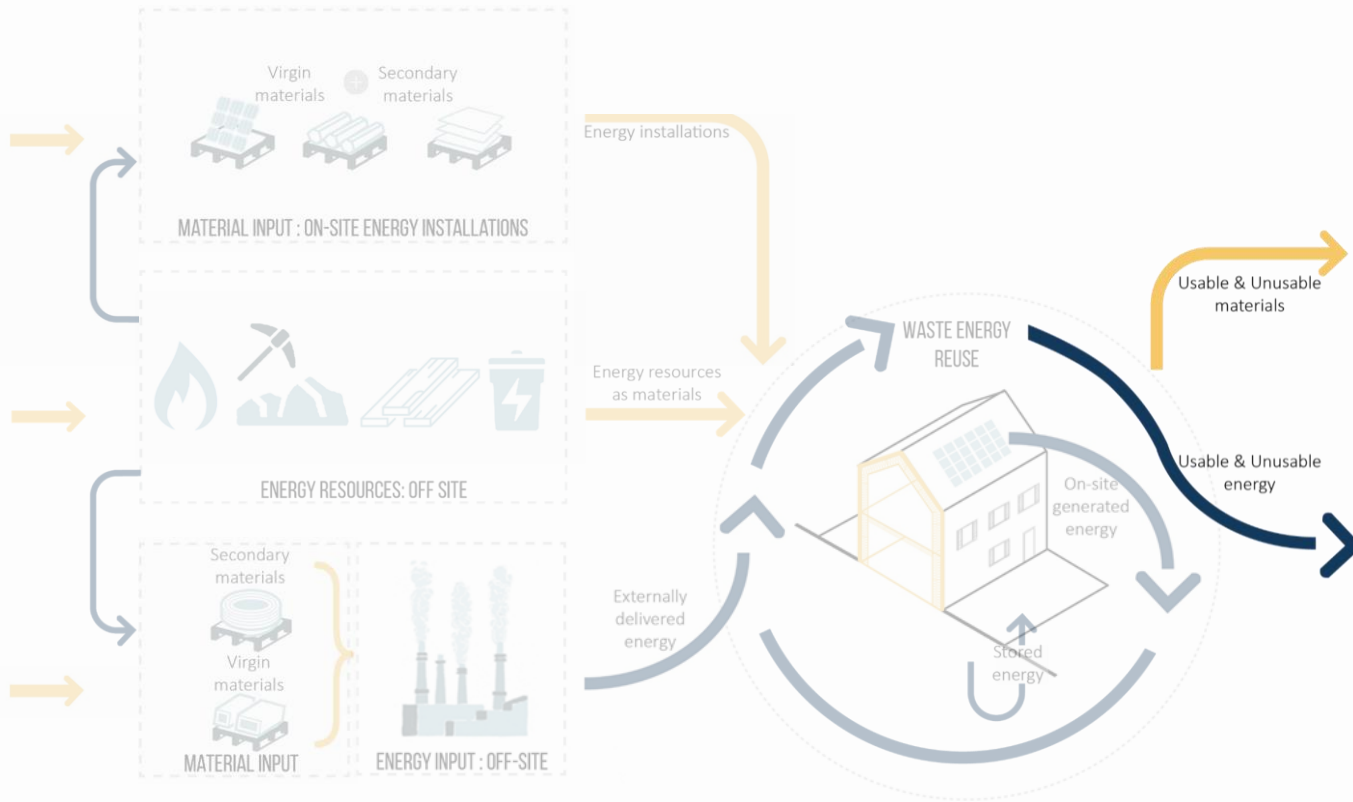 Virgin
materials
Secondary
materials
MATERIAL INPUT : ON-SITE ENERGY INSTALLATIONS
Energy installations
ENERGY RESOURCES: OFF SITE
Energy resources
as materials
Secondary
materials
Virgin
materials
MATERIAL INPUT
ENERGY INPUT : OFF-SITE
Externally
delivered
energy
WASTE ENERGY
REUSE
On-site
generated
energy
Stored
energy
Usable & Unusable
materials
Usable & Unusable
energy